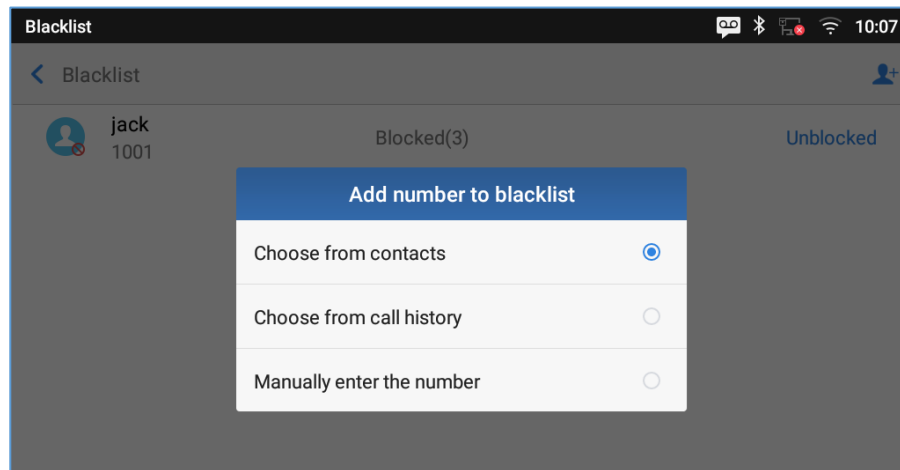 Blacklist
10:07
Blacklist
jack
1001
Blocked(3)
Unblocked
Add number to blacklist
Choose from contacts
Choose from call history
Manually enter the number